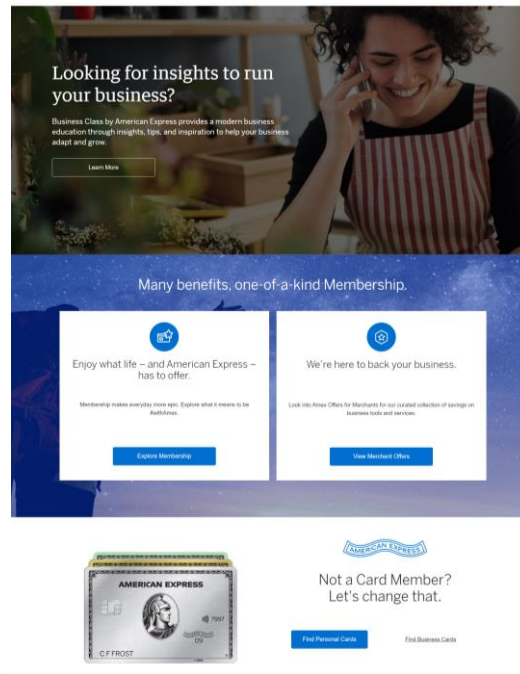 Looking for insights to run
your business?
Business Class by American Express provides a modern business
education through insights, tips, and inspiration to help your business
adapt and grow.
Learn More
Many benefits, one-of-a-kind Membership.
Enjoy what life – and American Express –
has to offer.
Membership makes everyday more epic. Explore what it means to be
#withAmex.
Explore Membership
We're here to back your business.
Look into Amex Offers for Merchants for our curated collection of savings on
business tools and services.
View Merchant Offers
AMERICAN EXPRESS
7997
09
C F FROST
AMERICAN EXPRESS
Not a Card Member?
Let's change that.
Find Personal Cards
Find Business Cards